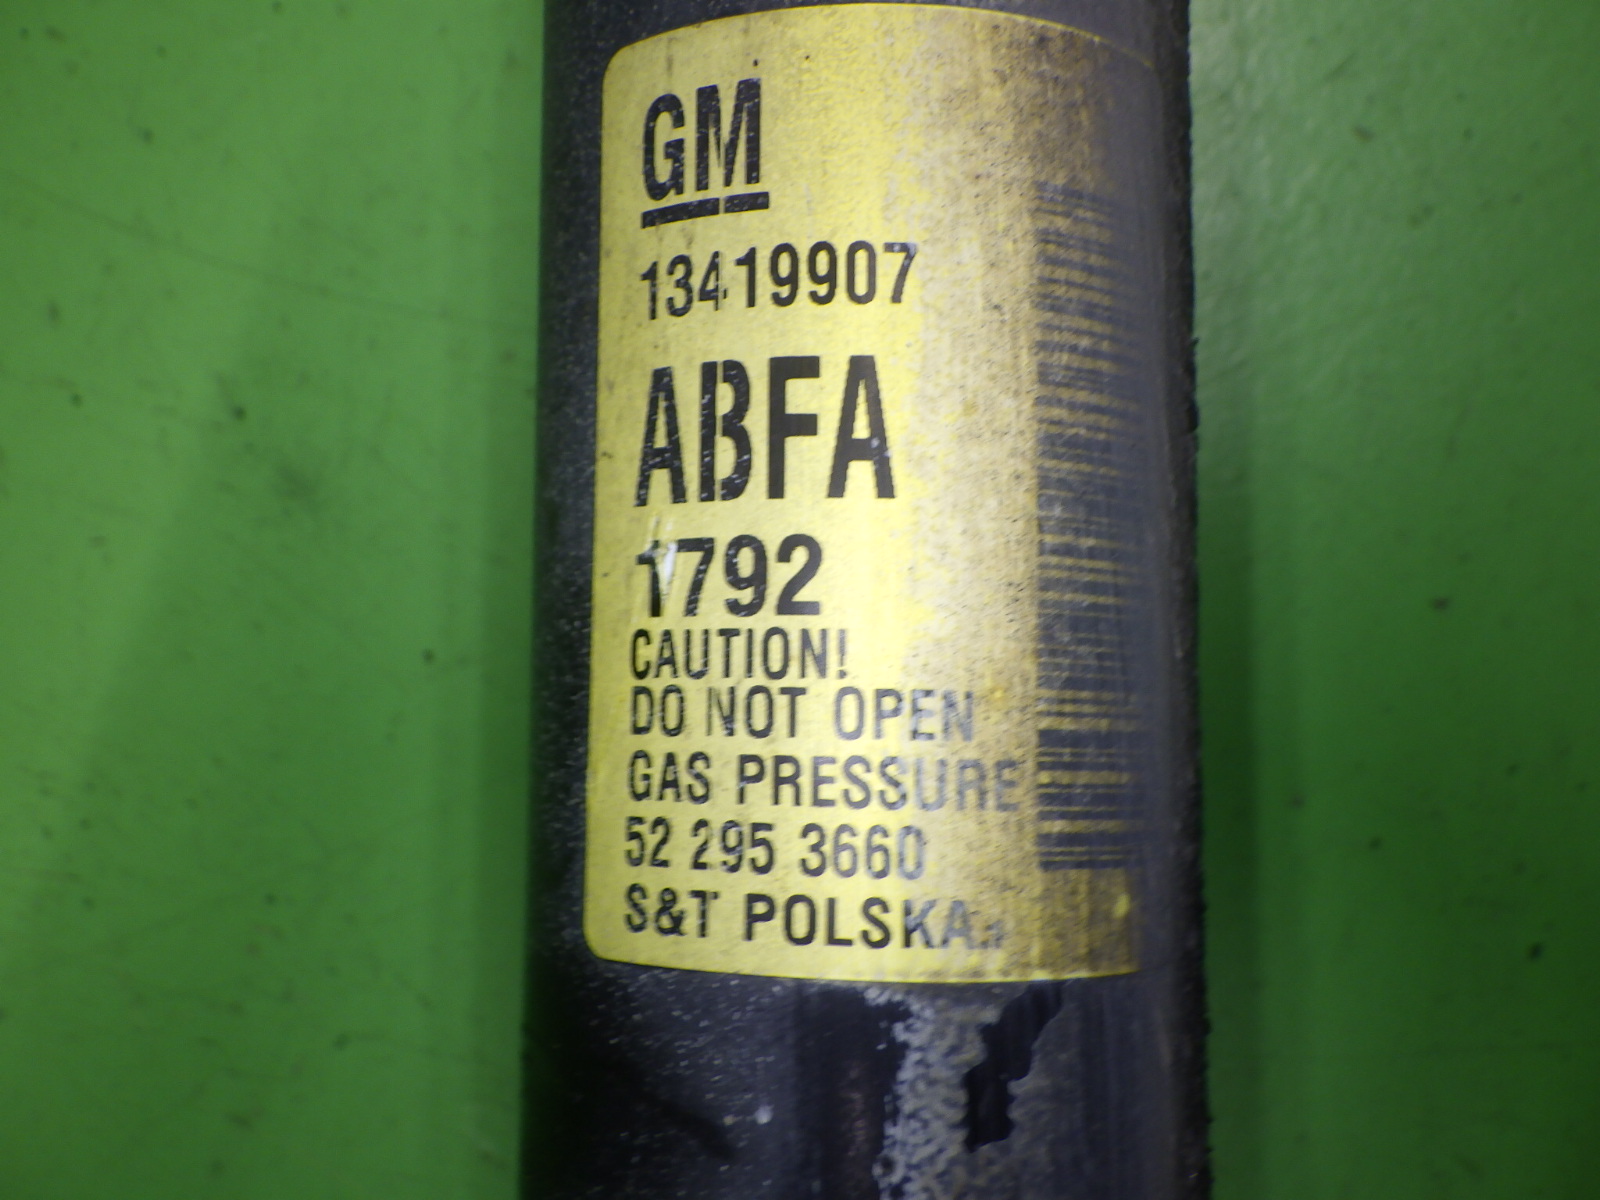 GM
13419907
ABFA
1792
CAUTION!
DO NOT OPEN
GAS PRESSURE
52 295 3660
S&T POLSKA